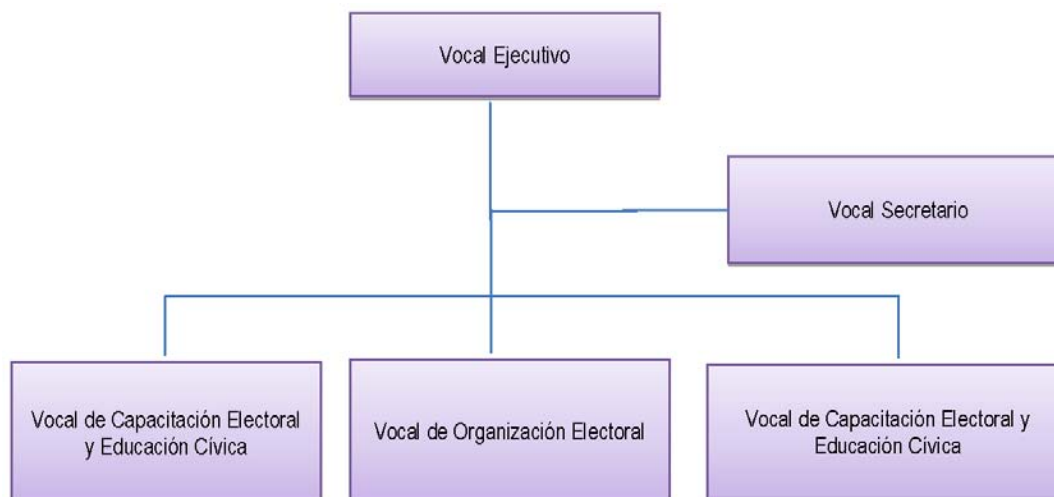 Vocal Ejecutivo
Vocal Secretario
Vocal de Capacitación Electoral
y Educación Cívica
Vocal de Organización Electoral
Vocal de Capacitación Electoral y
Educación Cívica